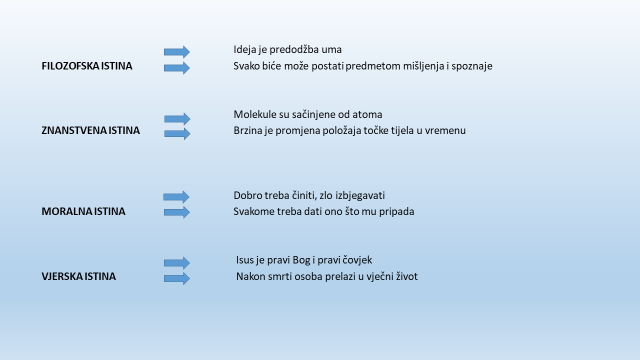 Ideja je predodžba uma
FILOZOFSKA ISTINA Svako biće može postati predmetom mišljenja i spoznaje
Molekule su sačinjene od atoma
ZNANSTVENA ISTINA Brzina je promjena položaja točke tijela u vremenu
Dobro treba činiti, zlo izbjegavati
MORALNA ISTINA Svakome treba dati ono što mu pripada
Isus je pravi Bog i pravi čovjek
VJERSKA ISTINA Nakon smrti osoba prelazi u vječni život